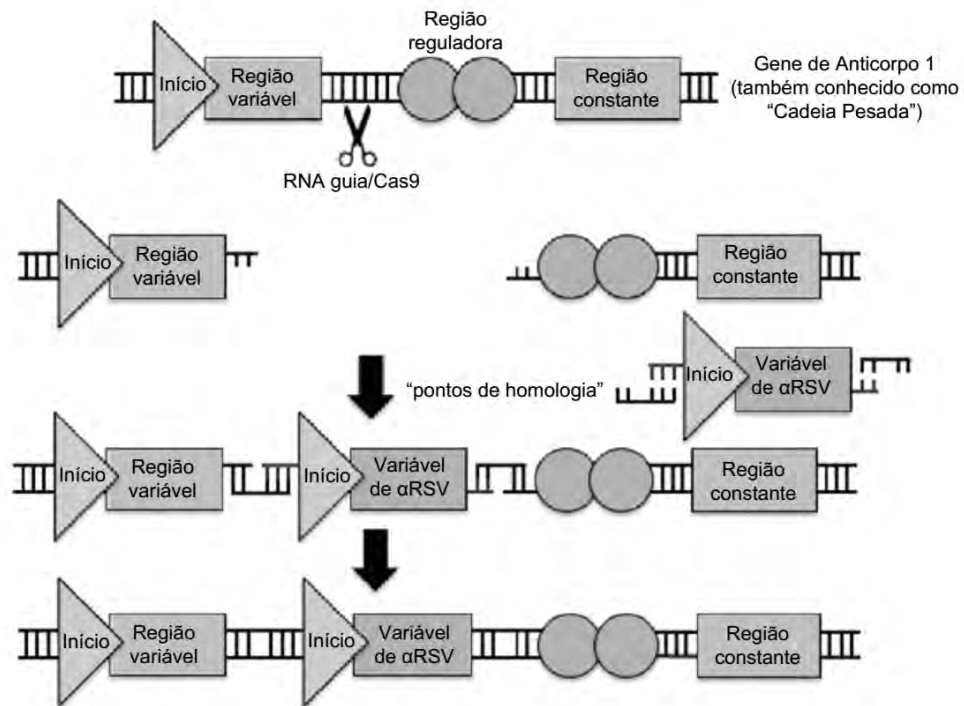 Região
reguladora
Início
Região
variável
Região
constante
Gene de Anticorpo 1
(também conhecido como
“Cadeia Pesada”)
RNA guia/Cas9
Início
Região
variável
Região
constante
“pontos de homologia”
Início
Variável
de αRSV
Início
Região
variável
Início
Variável
de αRSV
Região
constante
Início
Região
variável
Início
Variável
de αRSV
Região
constante